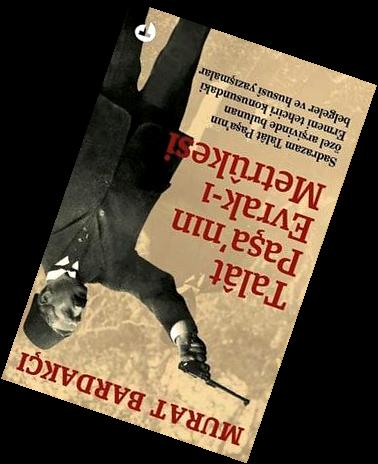 MURAT BARDAKÇI
Talât
Paşa'nın
Evrak-ı
Metrûkesi
Sadrazam Talât Paşa'nın
özel arşivinde bulunan
Ermeni tehciri konusundaki
belgeler ve hususi yazışmalar